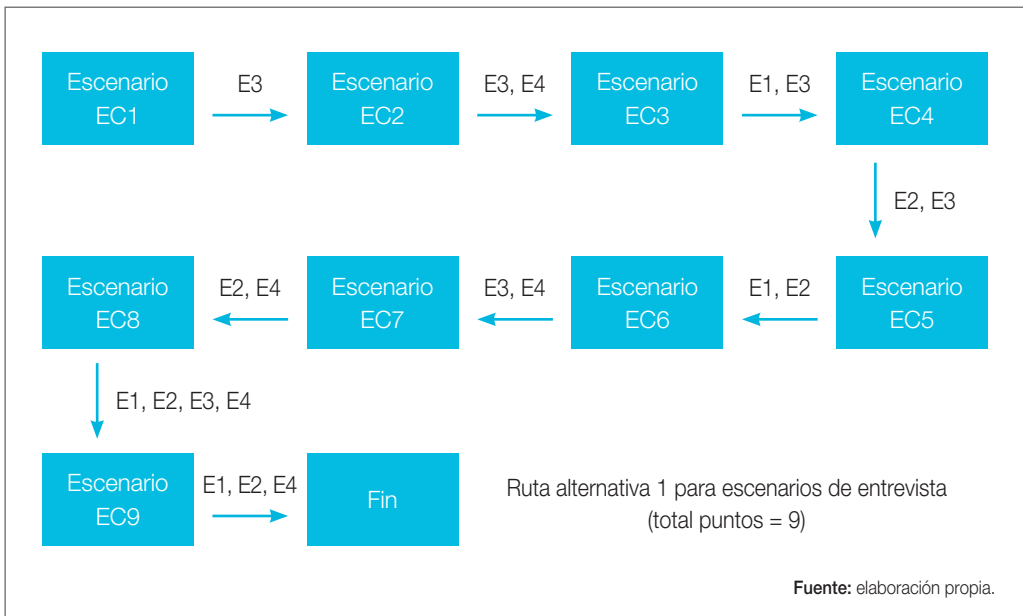 Escenario
EC1
E3
Escenario
EC2
E3, E4
Escenario
EC3
E1, E3
Escenario
EC4
E2, E3
Escenario
EC5
E1, E2
Escenario
EC6
E3, E4
Escenario
EC7
E2, E4
Escenario
EC8
E1, E2, E3, E4
Escenario
EC9
E1, E2, E4
Fin
Ruta alternativa 1 para escenarios de entrevista
(total puntos = 9)
Fuente: elaboración propia.